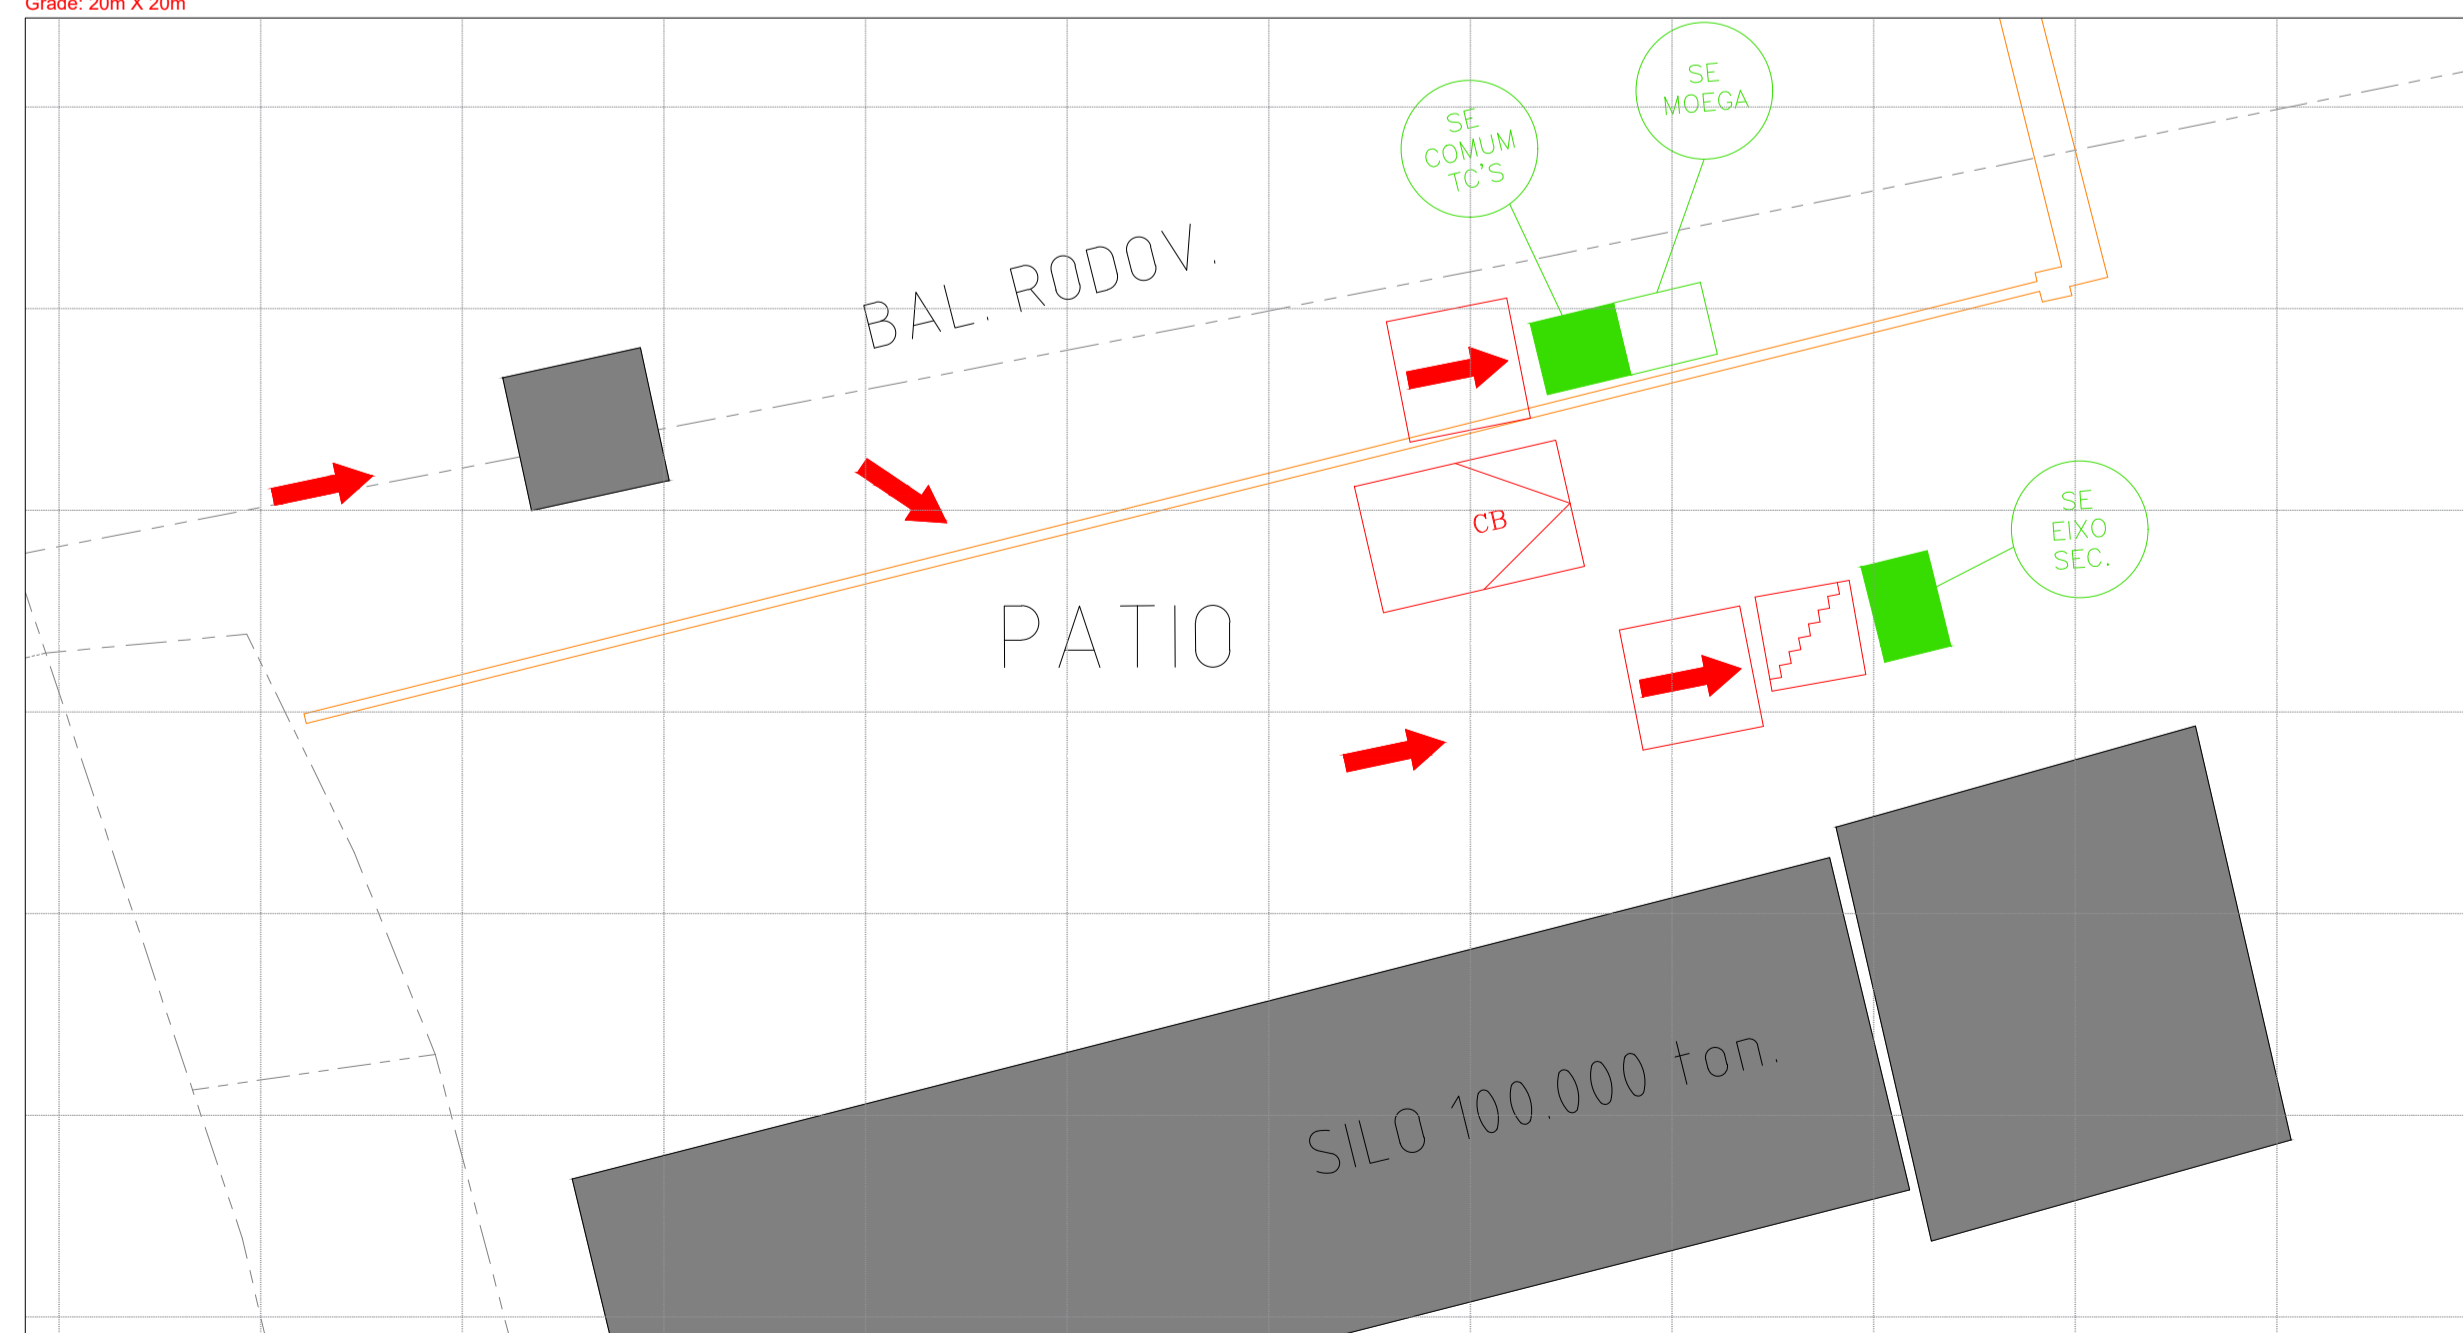 Grade: 20m X 20m
SE
MOEGA
SE
COMUM
TC'S
BAL. RODOV.
CB
SE
EIXO
SEC.
PATIO
SILO 100.000 ton.